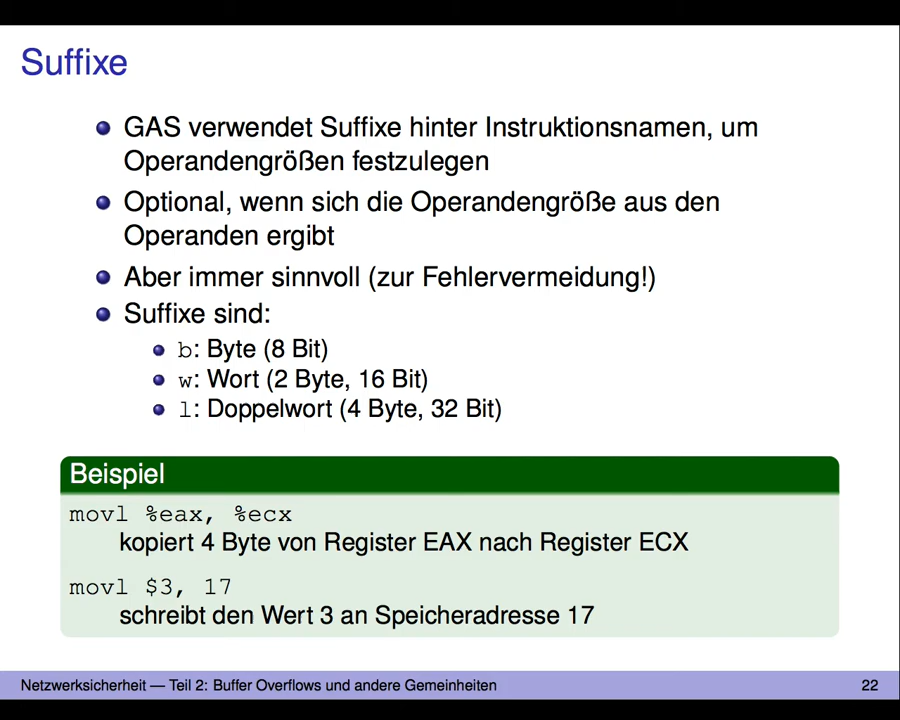 Suffixe
GAS verwendet Suffixe hinter Instruktionsnamen, um
Operandengrößen festzulegen
Optional, wenn sich die Operandengröße aus den
Operanden ergibt
Aber immer sinnvoll (zur Fehlervermeidung!)
Suffixe sind:
b: Byte (8 Bit)
w: Wort (2 Byte, 16 Bit)
l: Doppelwort (4 Byte, 32 Bit)
Beispiel
movl %eax, %ecx
kopiert 4 Byte von Register EAX nach Register ECX
movl $3, 17
schreibt den Wert 3 an Speicheradresse 17
Netzwerksicherheit — Teil 2: Buffer Overflows und andere Gemeinheiten 22